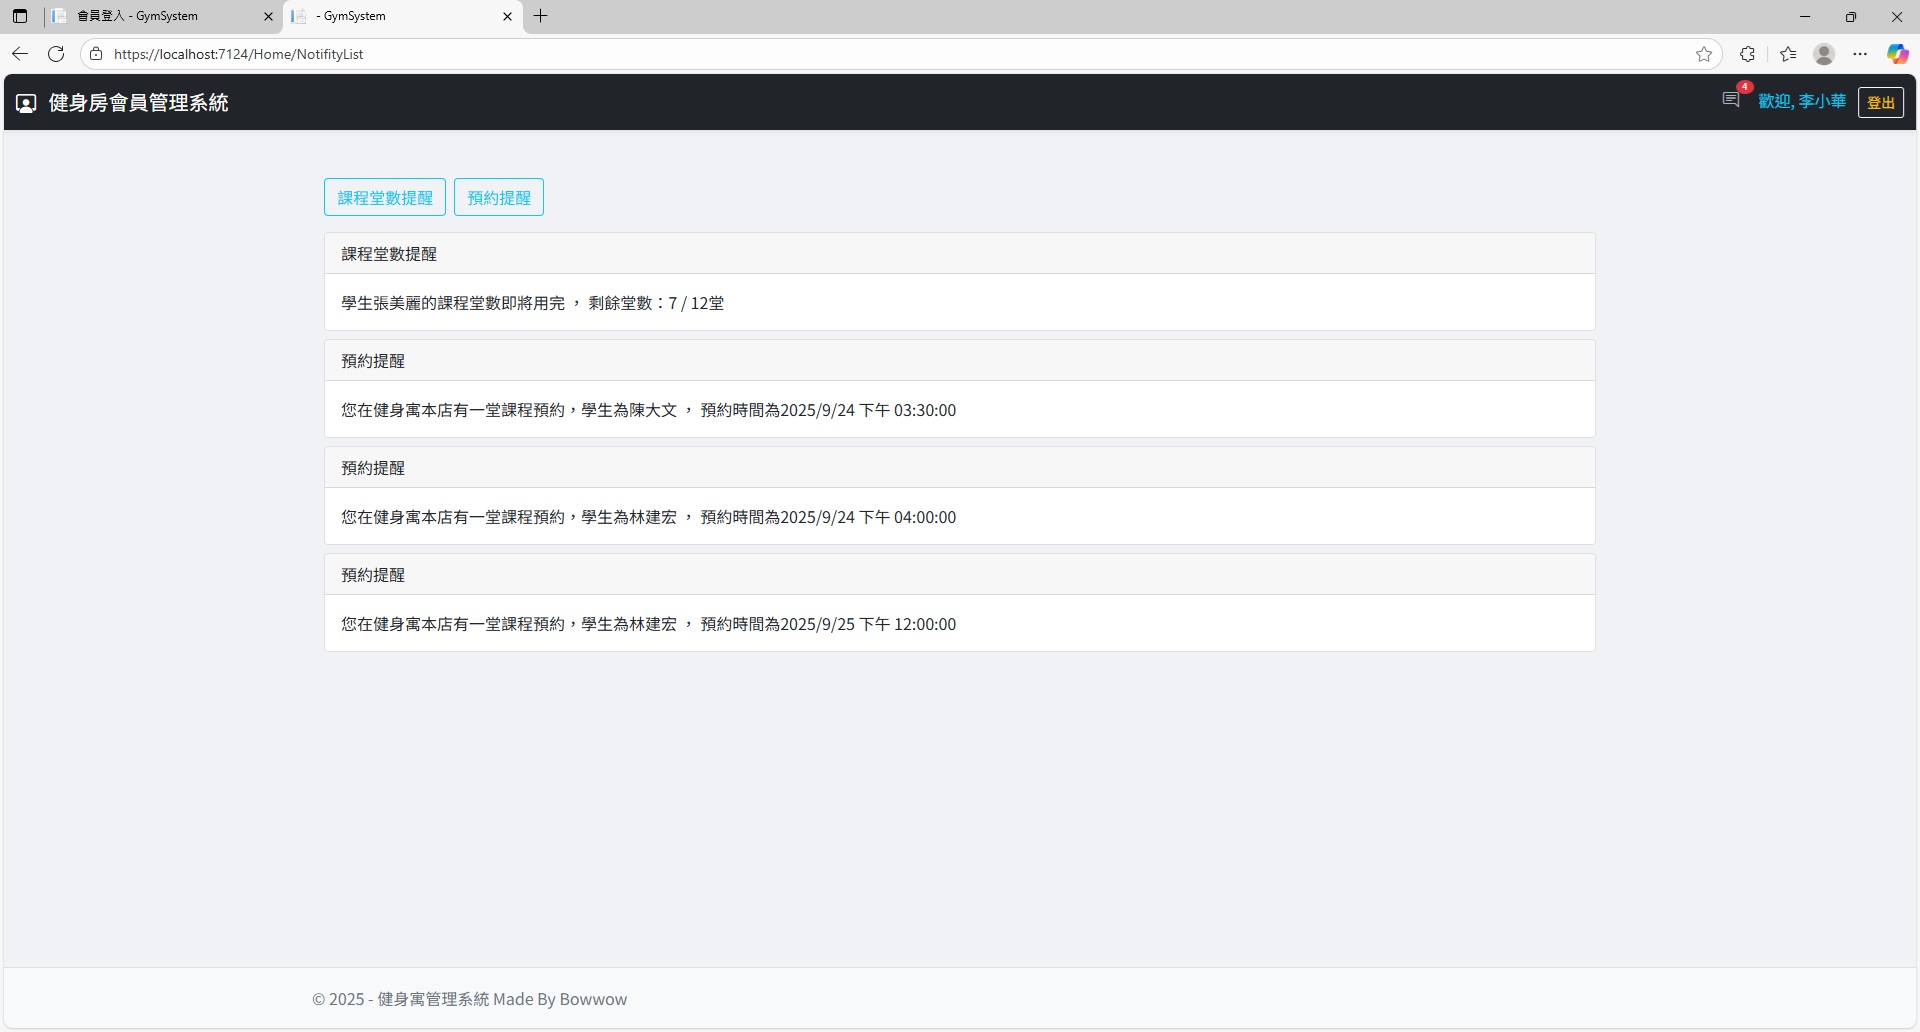 會員登入 - GymSystem
- GymSystem
https://localhost:7124/Home/NotifityList
健身房會員管理系統
4
歡迎, 李小華
登出
課程堂數提醒
預約提醒
課程堂數提醒
學生張美麗的課程堂數即將用完 ， 剩餘堂數：7 / 12堂
預約提醒
您在健身寓本店有一堂課程預約，學生為陳大文 ， 預約時間為2025/9/24 下午 03:30:00
預約提醒
您在健身寓本店有一堂課程預約，學生為林建宏 ， 預約時間為2025/9/24 下午 04:00:00
預約提醒
您在健身寓本店有一堂課程預約，學生為林建宏 ， 預約時間為2025/9/25 下午 12:00:00
© 2025 - 健身寓管理系統 Made By Bowwow